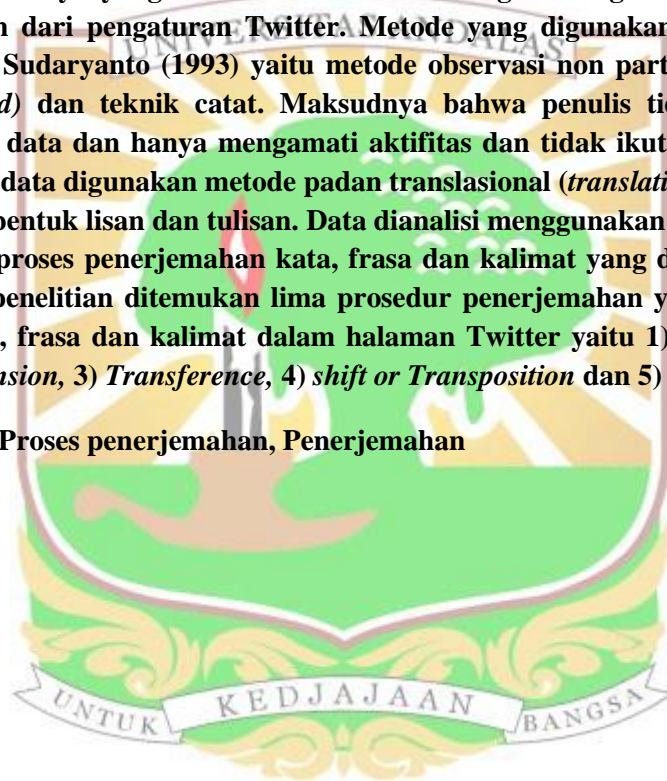 n dari pengaturan Twitter. Metode yang digunakan
UNIVERSITAS ANDALAS
Sudaryanto (1993) yaitu metode observasi non part
d) dan teknik catat. Maksudnya bahwa penulis ti
data dan hanya mengamati aktifitas dan tidak ikut
data digunakan metode padan translasional (translati
bentuk lisan dan tulisan. Data dianalisi menggunakan
proses penerjemahan kata, frasa dan kalimat yang d
penelitian ditemukan lima prosedur penerjemahan y
, frasa dan kalimat dalam halaman Twitter yaitu 1)
nsion, 3) Transference, 4) shift or Transposition dan 5)
Proses penerjemahan, Penerjemahan
UNTUK KEDJAJAAN BANGSA